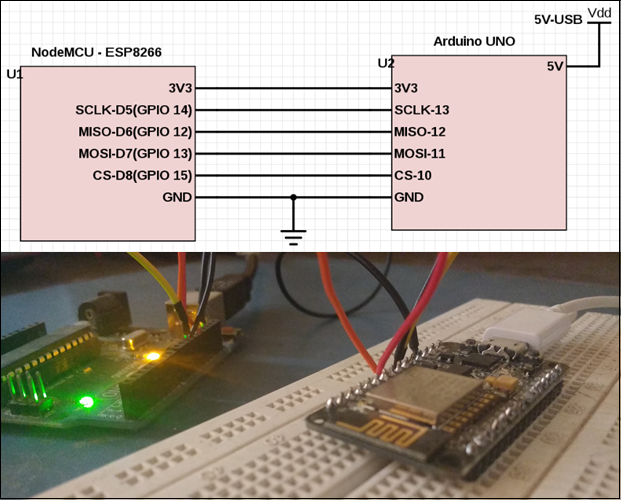 5V-USB Vdd
NodeMCU - ESP8266
Arduino UNO
U1
U2
5V
3V3
3V3
SCLK-D5(GPIO 14)
SCLK-13
MISO-D6(GPIO 12)
MISO-12
MOSI-D7(GPIO 13)
MOSI-11
CS-D8(GPIO 15)
CS-10
GND
GND